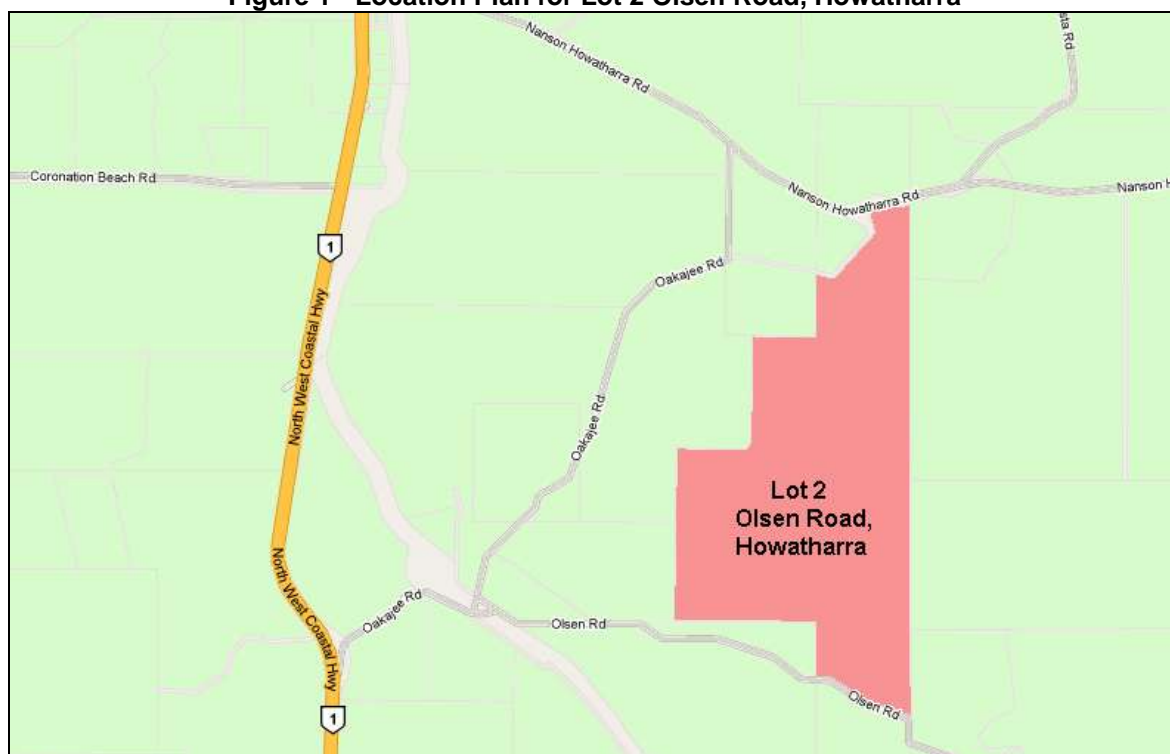 Figure 1 - Location Plan for Lot 2 Olsen Road, Howatharra
Nanson Howatharra Rd
Coronation Beach Rd
Nanson Howatharra Rd
Nanson H
1
Oakajee Rd
North West Coastal Hwy
Oakajee Rd
Lot 2
Olsen Road,
Howatharra
North West Coastal Hwy
Oakajee Rd
Olsen Rd
Olsen Rd
1